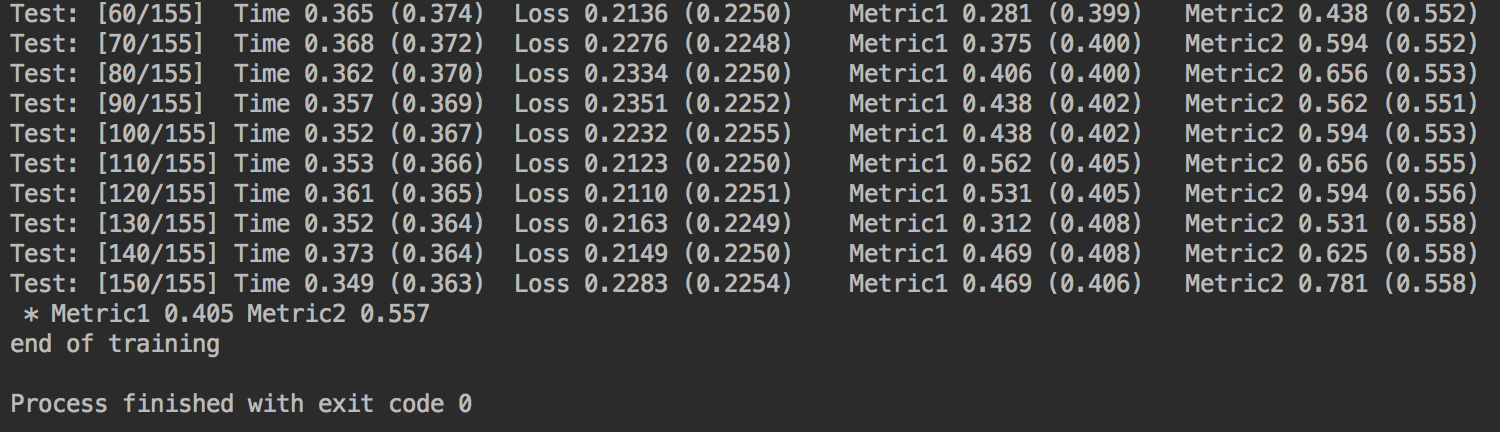 Test: [60/155] Time 0.365 (0.374) Loss 0.2136 (0.2250) Metric1 0.281 (0.399) Metric2 0.438 (0.552)
Test: [70/155] Time 0.368 (0.372) Loss 0.2276 (0.2248) Metric1 0.375 (0.400) Metric2 0.594 (0.552)
Test: [80/155] Time 0.362 (0.370) Loss 0.2334 (0.2250) Metric1 0.406 (0.400) Metric2 0.656 (0.553)
Test: [90/155] Time 0.357 (0.369) Loss 0.2351 (0.2252) Metric1 0.438 (0.402) Metric2 0.562 (0.551)
Test: [100/155] Time 0.352 (0.367) Loss 0.2232 (0.2255) Metric1 0.438 (0.402) Metric2 0.594 (0.553)
Test: [110/155] Time 0.353 (0.366) Loss 0.2123 (0.2250) Metric1 0.562 (0.405) Metric2 0.656 (0.555)
Test: [120/155] Time 0.361 (0.365) Loss 0.2110 (0.2251) Metric1 0.531 (0.405) Metric2 0.594 (0.556)
Test: [130/155] Time 0.352 (0.364) Loss 0.2163 (0.2249) Metric1 0.312 (0.408) Metric2 0.531 (0.558)
Test: [140/155] Time 0.373 (0.364) Loss 0.2149 (0.2250) Metric1 0.469 (0.408) Metric2 0.625 (0.558)
Test: [150/155] Time 0.349 (0.363) Loss 0.2283 (0.2254) Metric1 0.469 (0.406) Metric2 0.781 (0.558)
* Metric1 0.405 Metric2 0.557
end of training
Process finished with exit code 0